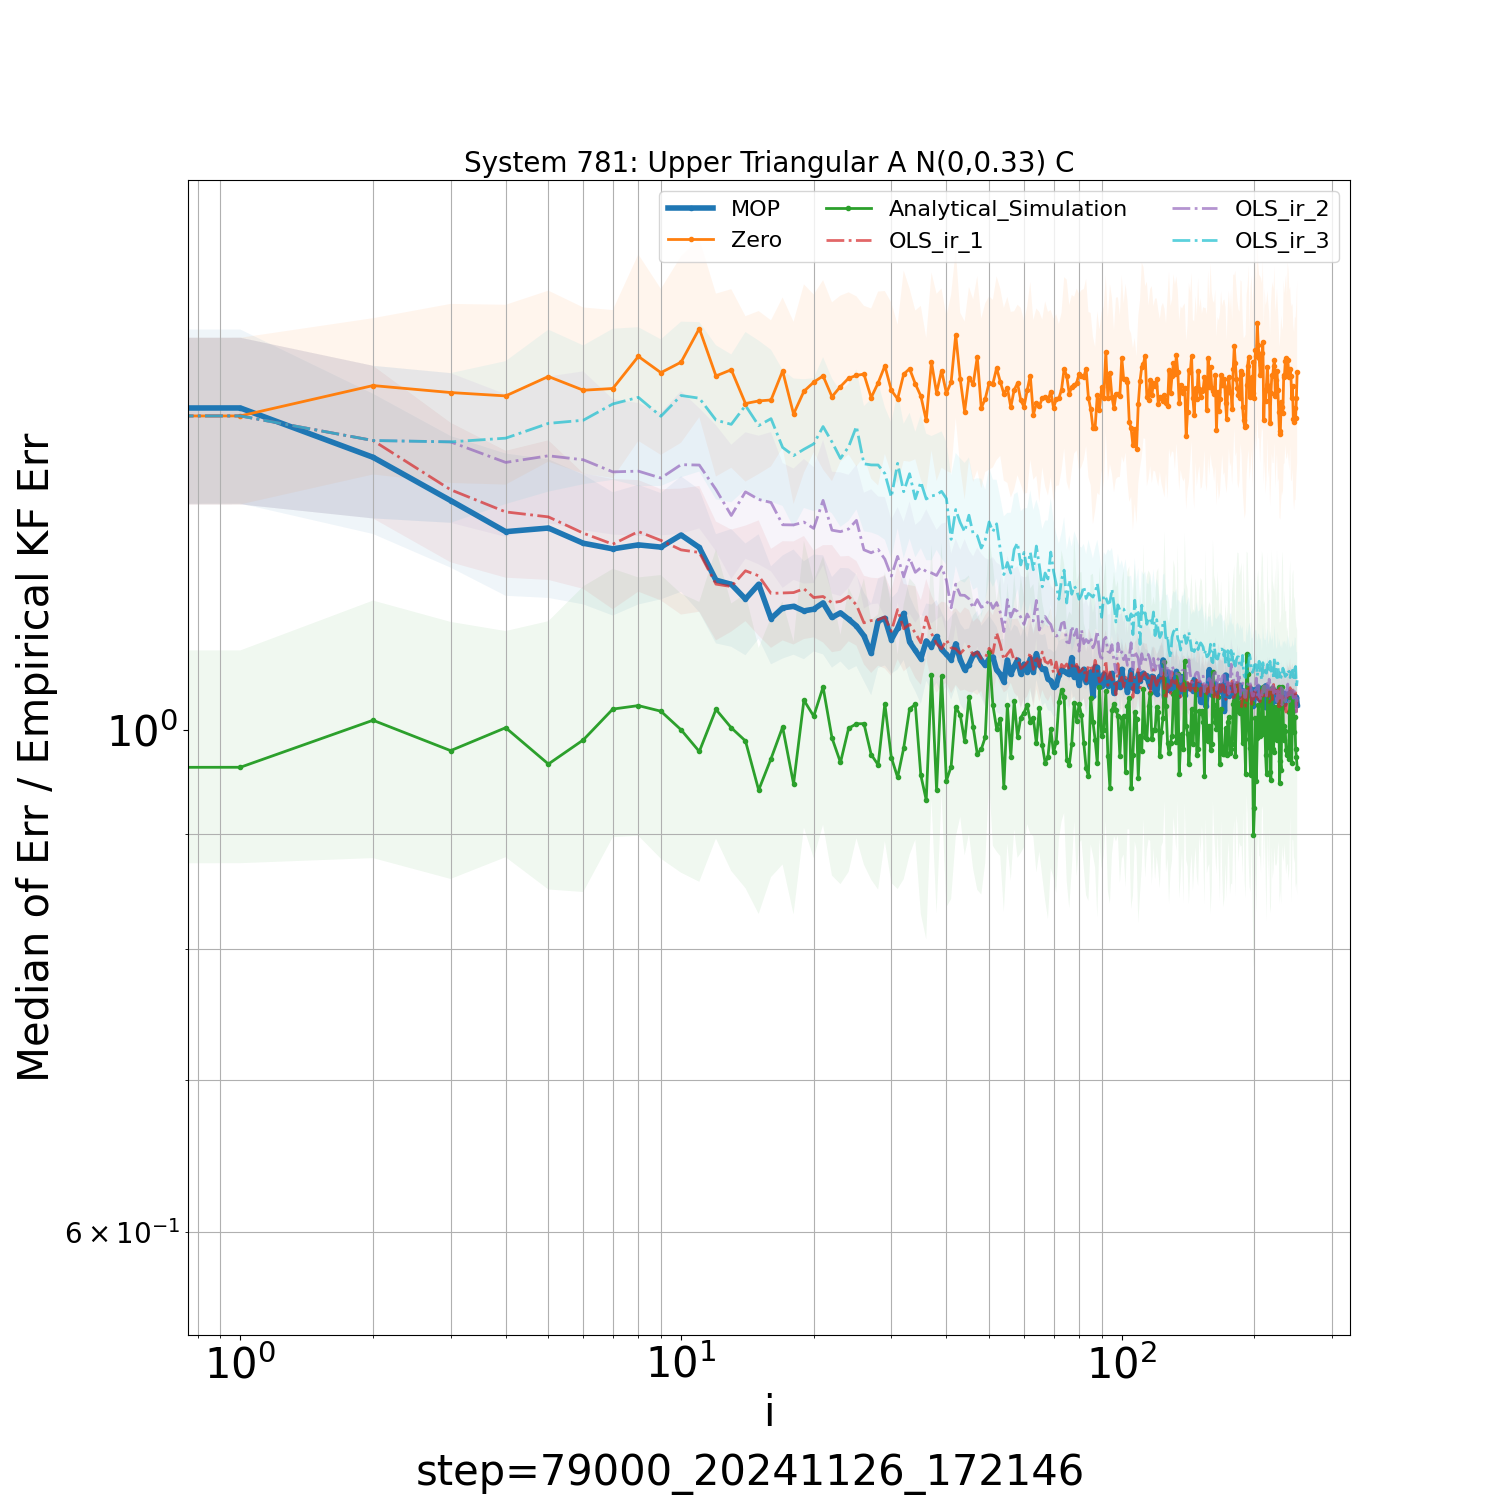 System 781: Upper Triangular A N(0,0.33) C
MOP
Zero
Analytical_Simulation
OLS_ir_1
OLS_ir_2
OLS_ir_3
Median of Err / Empirical KF Err
10⁰
6 × 10⁻¹
10⁰ 10¹ 10²
i
step=79000_20241126_172146